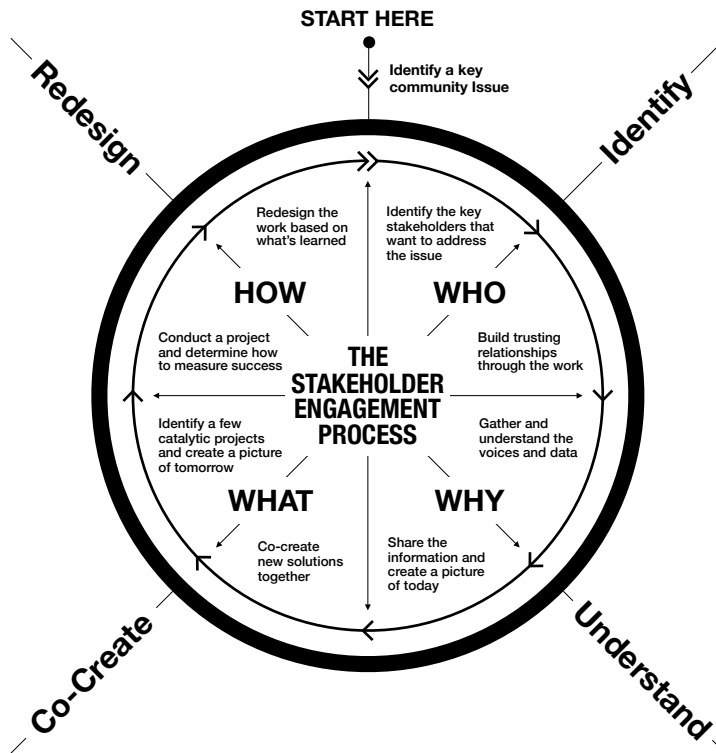 START HERE
Identify a key
community Issue
Redesign
Identify
Redesign the
work based on
what's learned
Identify the key
stakeholders that
want to address
the issue
HOW
WHO
Conduct a project
and determine how
to measure success
Build trusting
relationships
through the work
THE
STAKEHOLDER
ENGAGEMENT
PROCESS
Identify a few
catalytic projects
and create a picture
of tomorrow
Gather and
understand the
voices and data
WHAT
WHY
Co-create
new solutions
together
Share the
information and
create a picture
of today
Co-Create
Understand